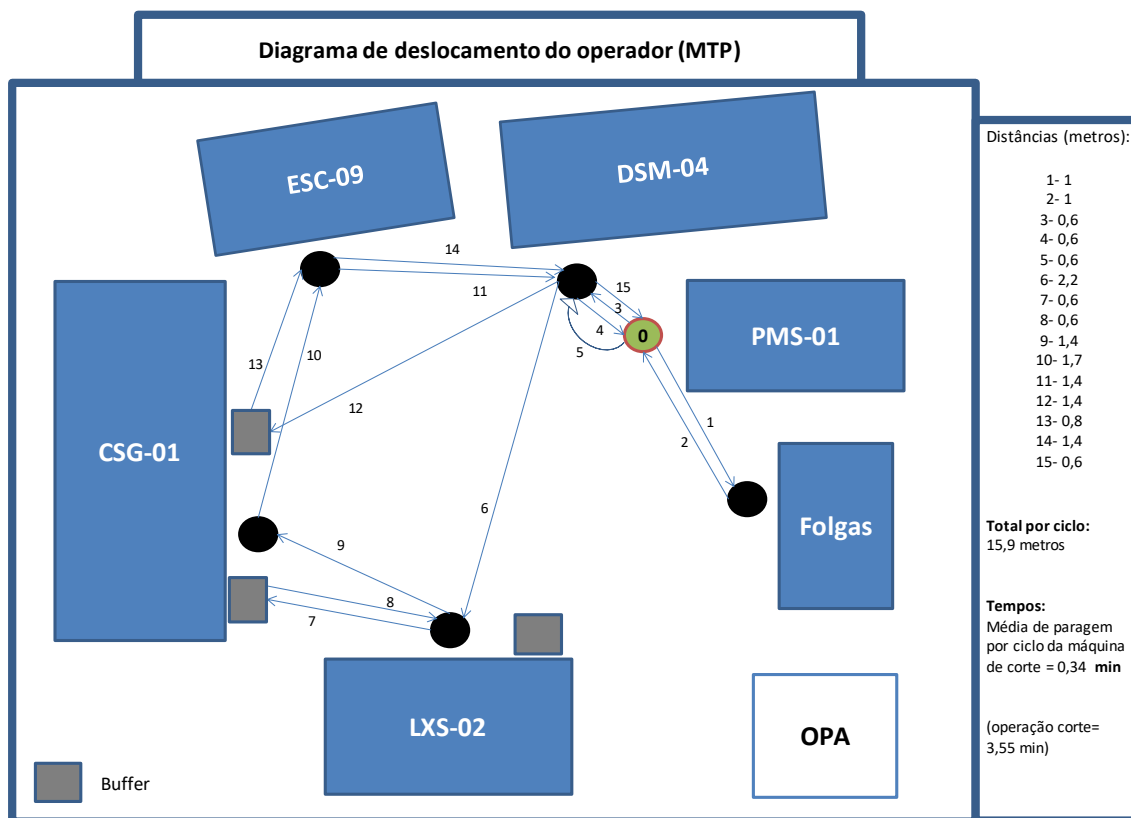 Diagrama de deslocamento do operador (MTP)
ESC-09
DSM-04
14
11
15
3
4
5
0
PMS-01
13
10
12
1
2
CSG-01
6
Folgas
9
8
7
LXS-02
OPA
Buffer
Distâncias (metros):
1- 1
2- 1
3- 0,6
4- 0,6
5- 0,6
6- 2,2
7- 0,6
8- 0,6
9- 1,4
10- 1,7
11- 1,4
12- 1,4
13- 0,8
14- 1,4
15- 0,6
Total por ciclo:
15,9 metros
Tempos:
Média de paragem
por ciclo da máquina
de corte = 0,34 min
(operação corte=
3,55 min)